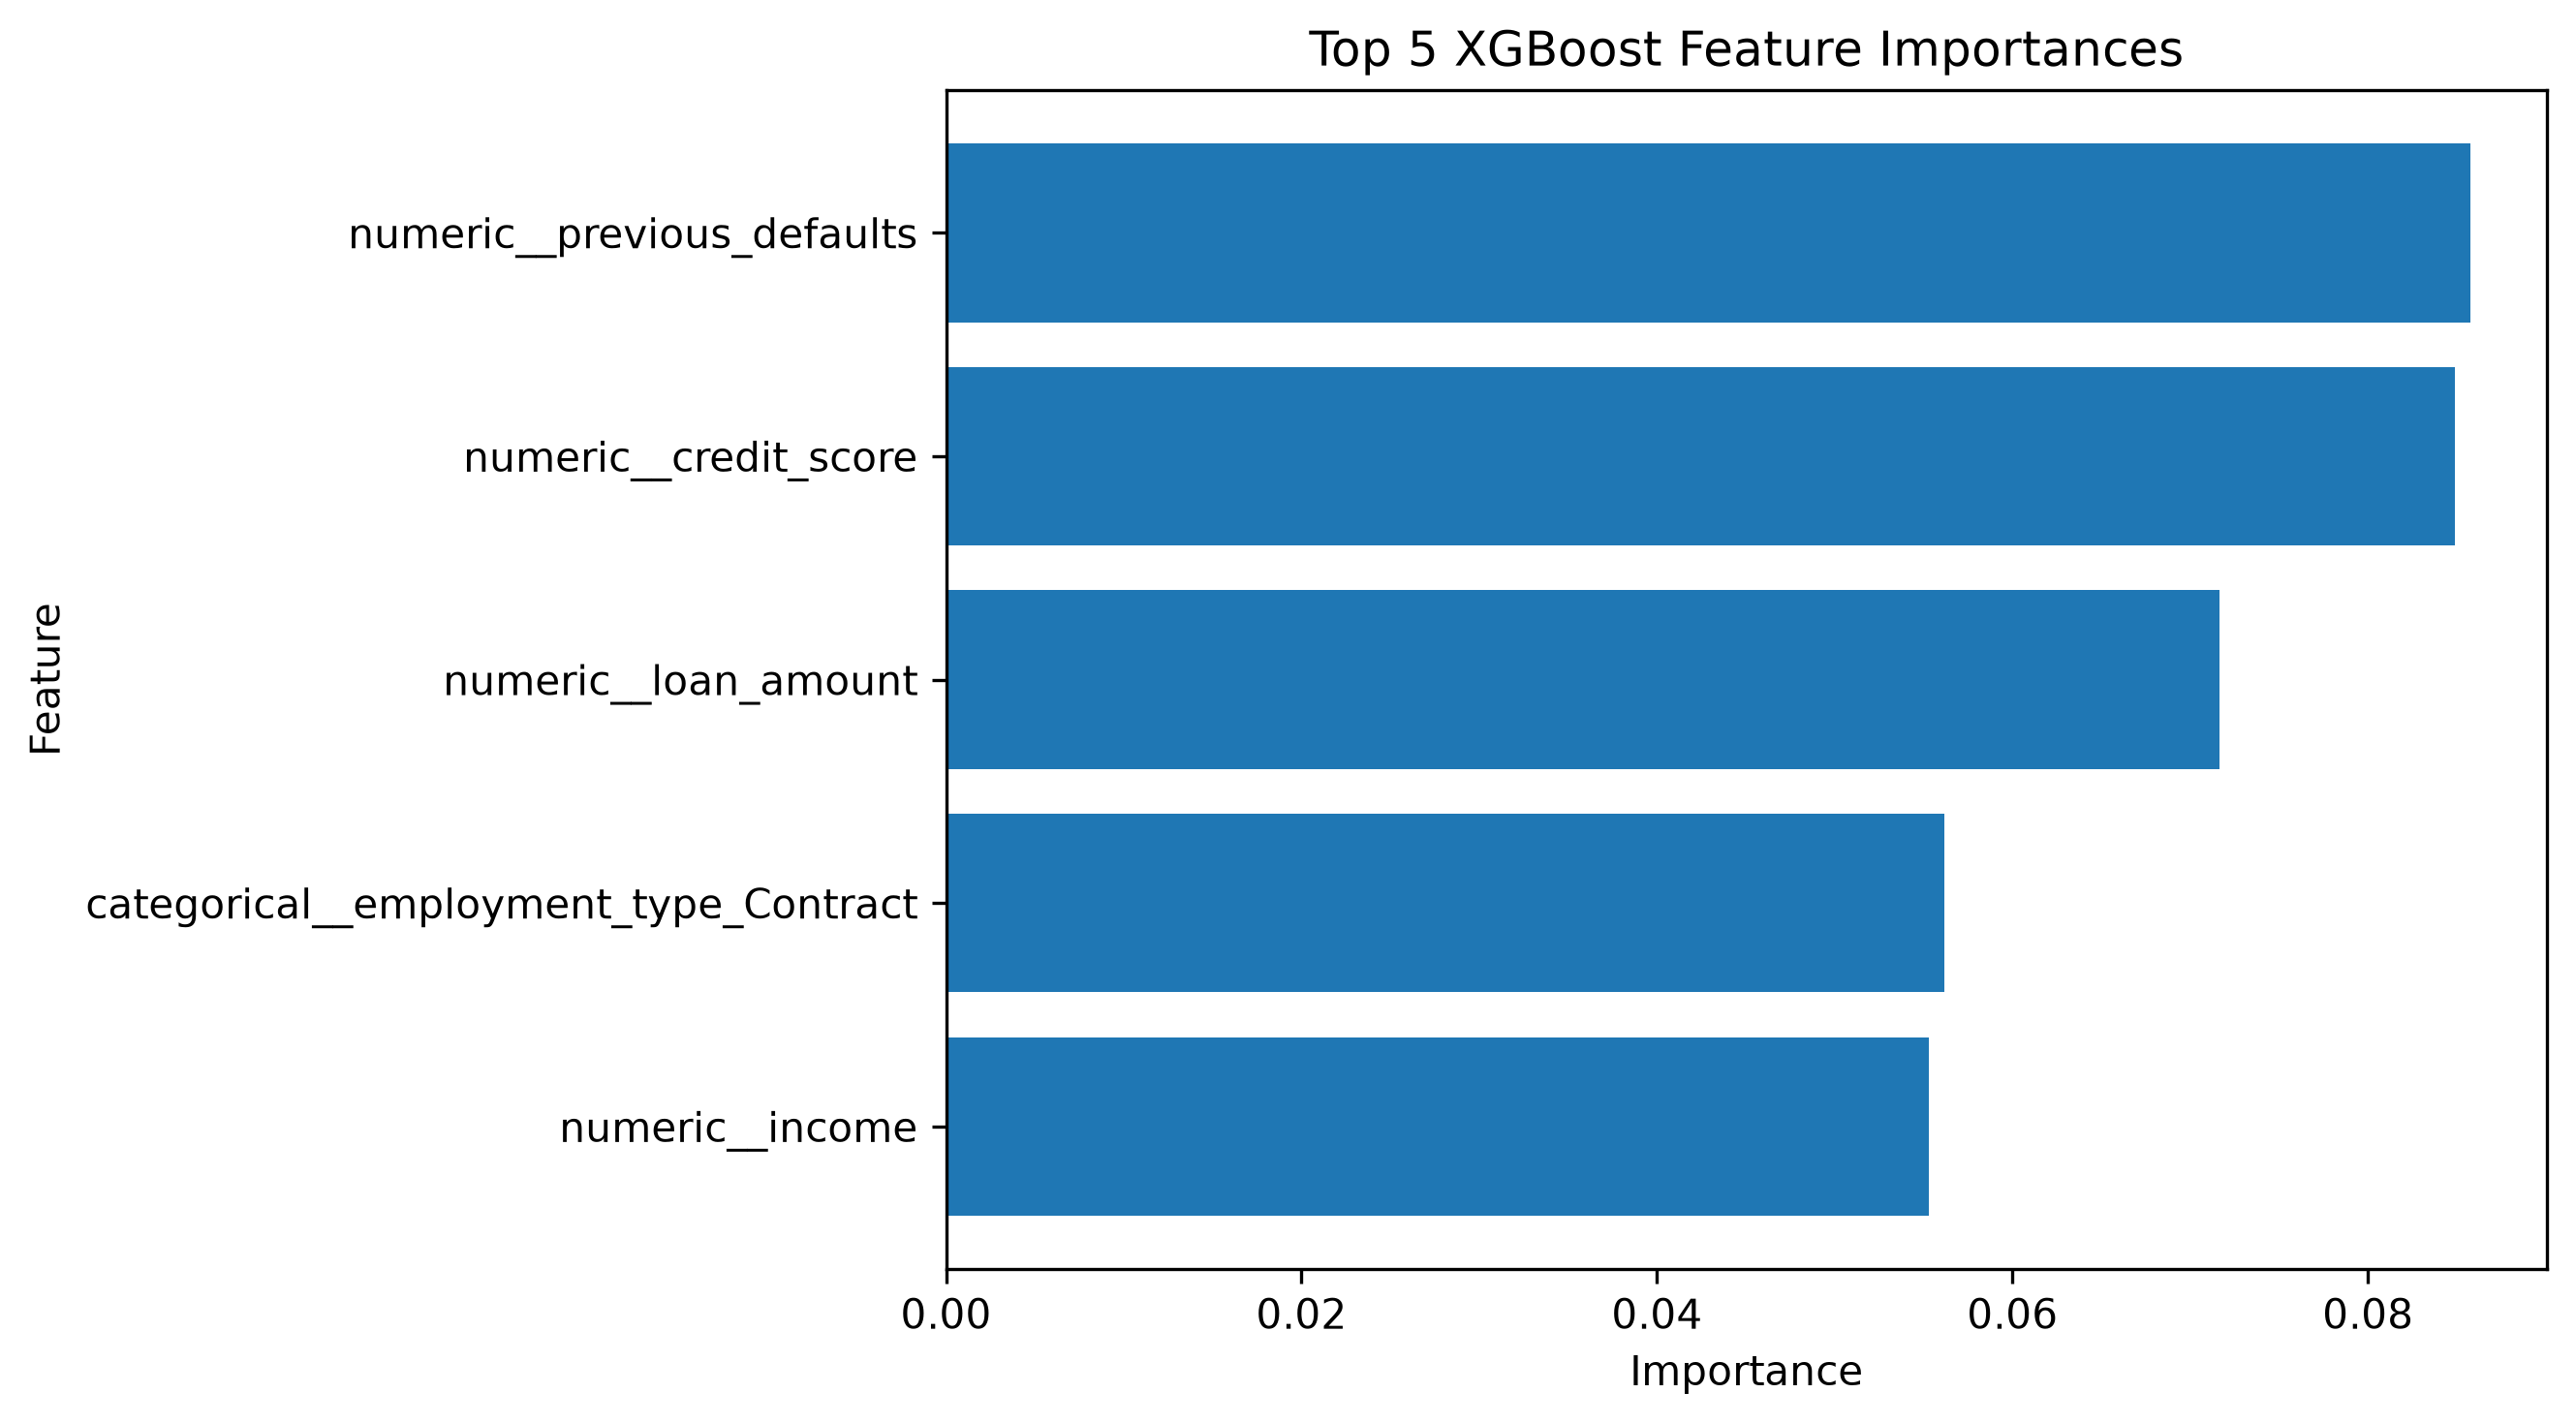 Top 5 XGBoost Feature Importances
Feature
numeric__previous_defaults
numeric__credit_score
numeric__loan_amount
categorical__employment_type_Contract
numeric__income
0.00 0.02 0.04 0.06 0.08
Importance